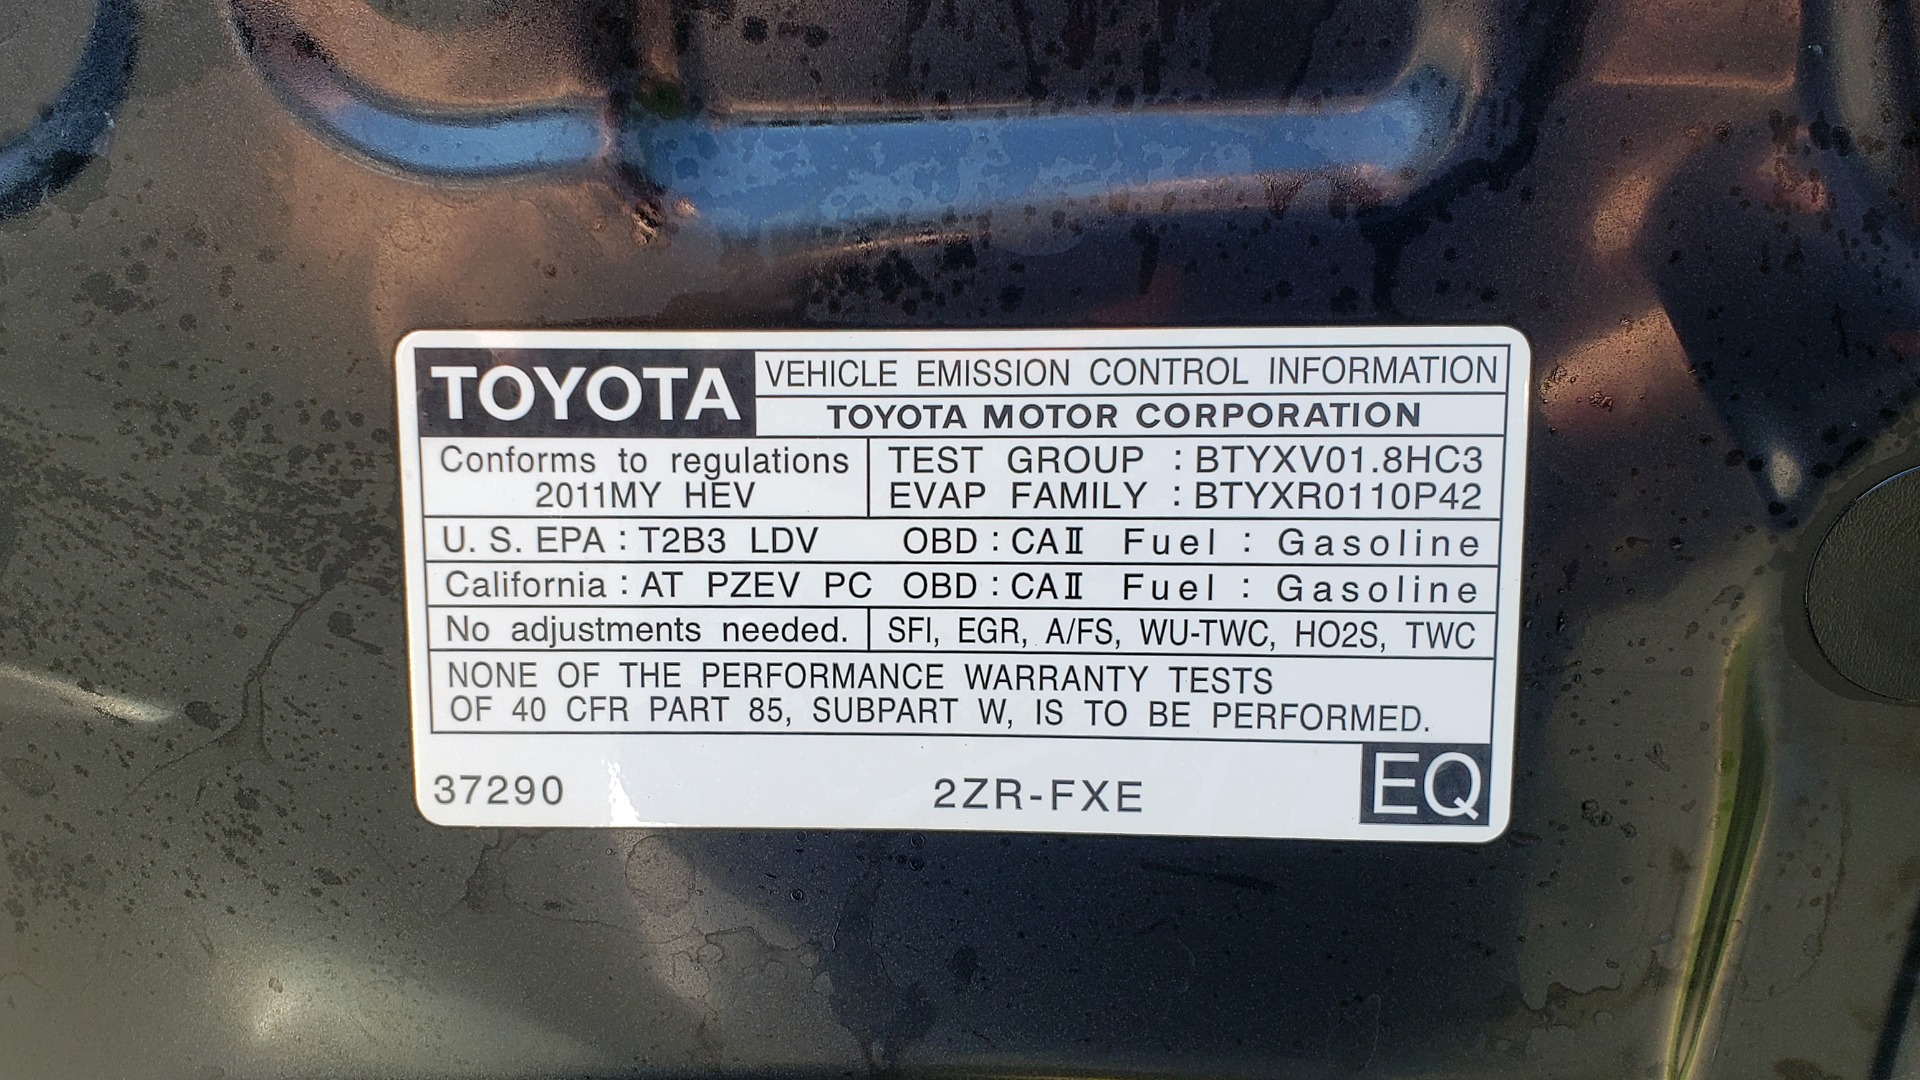 TOYOTA
VEHICLE EMISSION CONTROL INFORMATION
TOYOTA MOTOR CORPORATION
Conforms to regulations
2011MY HEV
TEST GROUP : BTYXV01.8HC3
EVAP FAMILY : BTYXR0110P42
U. S. EPA : T2B3 LDV OBD : CAⅡ Fuel : Gasoline
California : AT PZEV PC OBD : CAⅡ Fuel : Gasoline
No adjustments needed. SFI, EGR, A/FS, WU-TWC, HO2S, TWC
NONE OF THE PERFORMANCE WARRANTY TESTS
OF 40 CFR PART 85, SUBPART W, IS TO BE PERFORMED.
37290 2ZR-FXE EQ